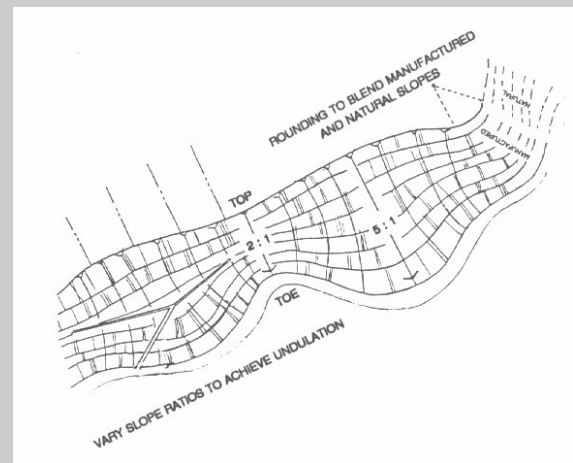 ROUNDING TO BLEND MANUFACTURED
AND NATURAL SLOPES
NATURAL
MANUFACTURED
TOP
2 : 1
5 : 1
TOE
VARY SLOPE RATIOS TO ACHIEVE UNDULATION